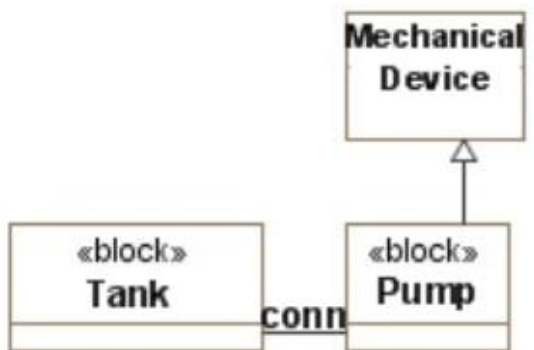 Mechanical
Device
«block»
Tank
conn
«block»
Pump